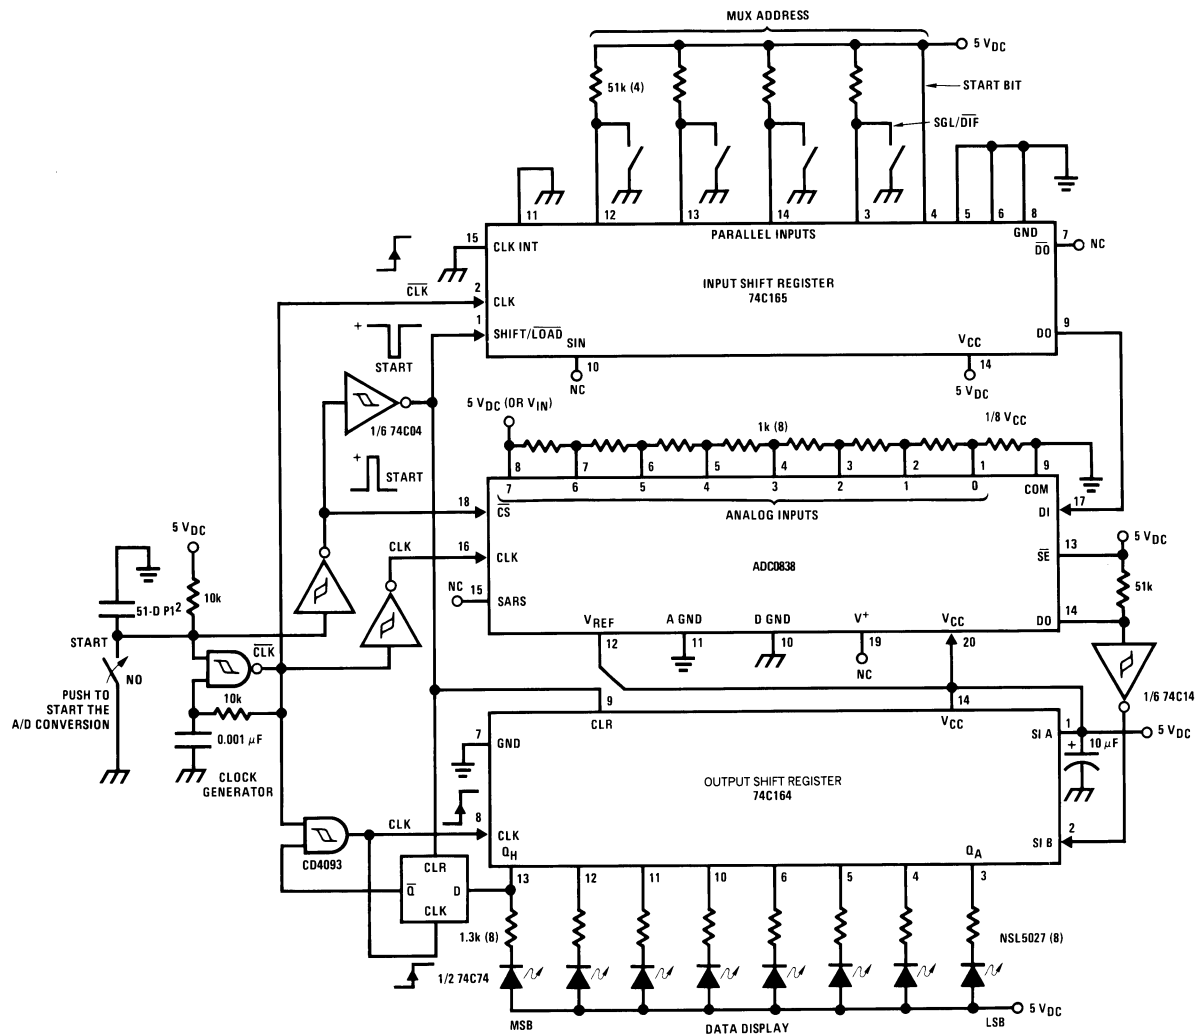 MUX ADDRESS
5 VDC
51k (4)
START BIT
SGL/DIF
11
12
13
14
3
4
5
6
8
PARALLEL INPUTS
GND
15
CLK INT
7
DO
NC
INPUT SHIFT REGISTER
74C165
CLK
2
CLK
1
SHIFT/LOAD
+
START
SIN
10
NC
VCC
14
5 VDC
DO
9
1/6 74C04
5 VDC (OR VIN)
1k (8)
1/8 VCC
+
START
8
7
6
5
4
3
2
1
9
7
6
5
4
3
2
1
0
COM
ANALOG INPUTS
18
CS
DI
17
5 VDC
CLK
16
CLK
ADC0838
SE
13
5 VDC
51k
NC
15
SARS
DO
14
51-D P1²
10k
VREF
12
A GND
11
D GND
10
V+
19
NC
VCC
20
START
NO
CLK
PUSH TO
START THE
A/D CONVERSION
10k
0.001 µF
CLOCK
GENERATOR
1/6 74C14
9
CLR
14
VCC
7
GND
SI A
1
5 VDC
+
10 µF
OUTPUT SHIFT REGISTER
74C164
CLK
8
CLK
SI B
2
CD4093
QH
QA
CLR
Q
D
CLK
13
12
11
10
6
5
4
3
1.3k (8)
NSL5027 (8)
1/2 74C74
5 VDC
MSB
DATA DISPLAY
LSB